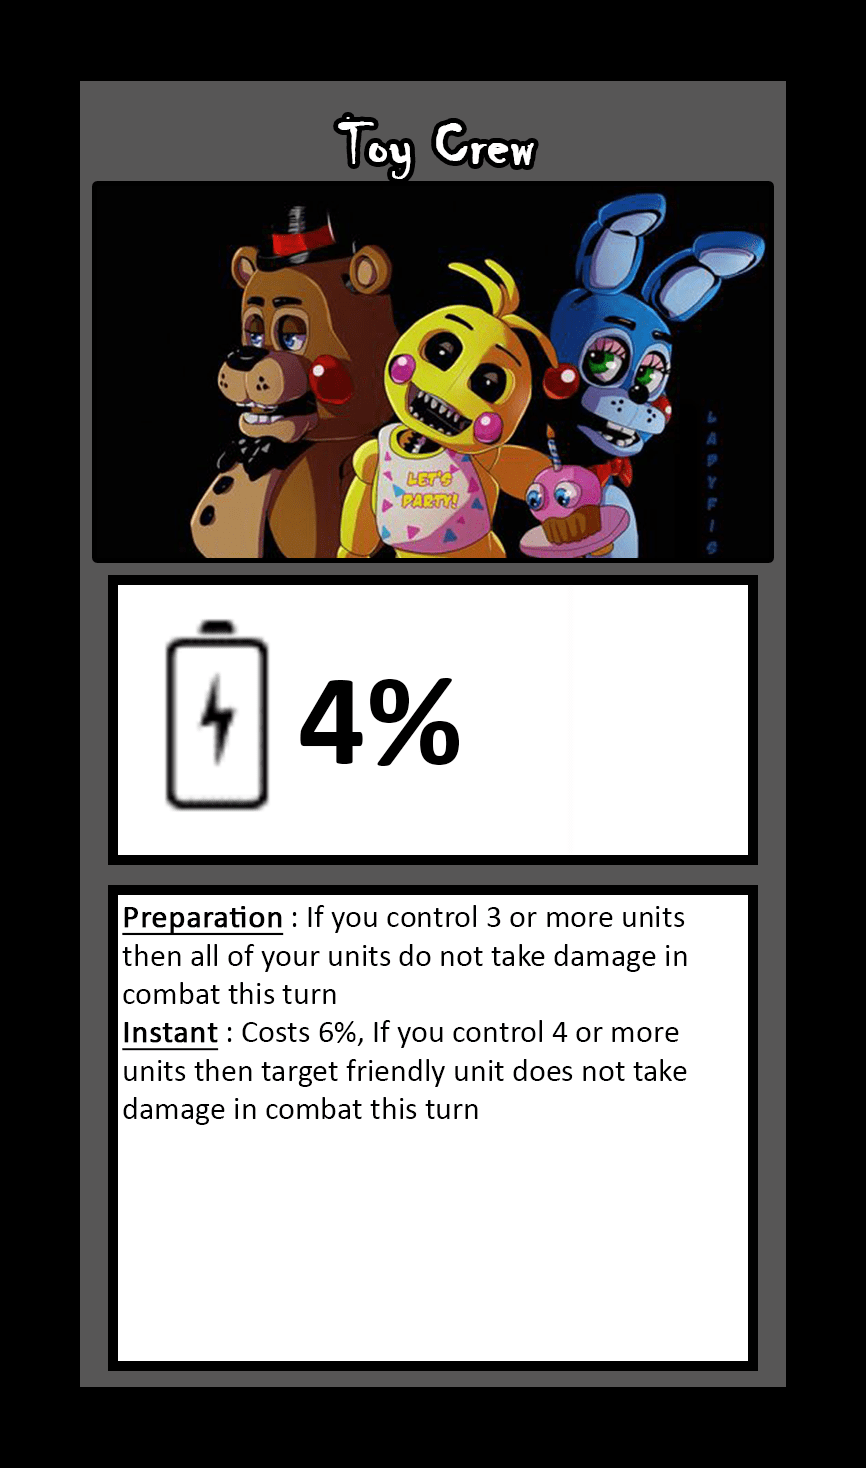 Toy Crew
LET'S
PARTY!
LADYFIS
4%
Preparation : If you control 3 or more units
then all of your units do not take damage in
combat this turn
Instant : Costs 6%, If you control 4 or more
units then target friendly unit does not take
damage in combat this turn